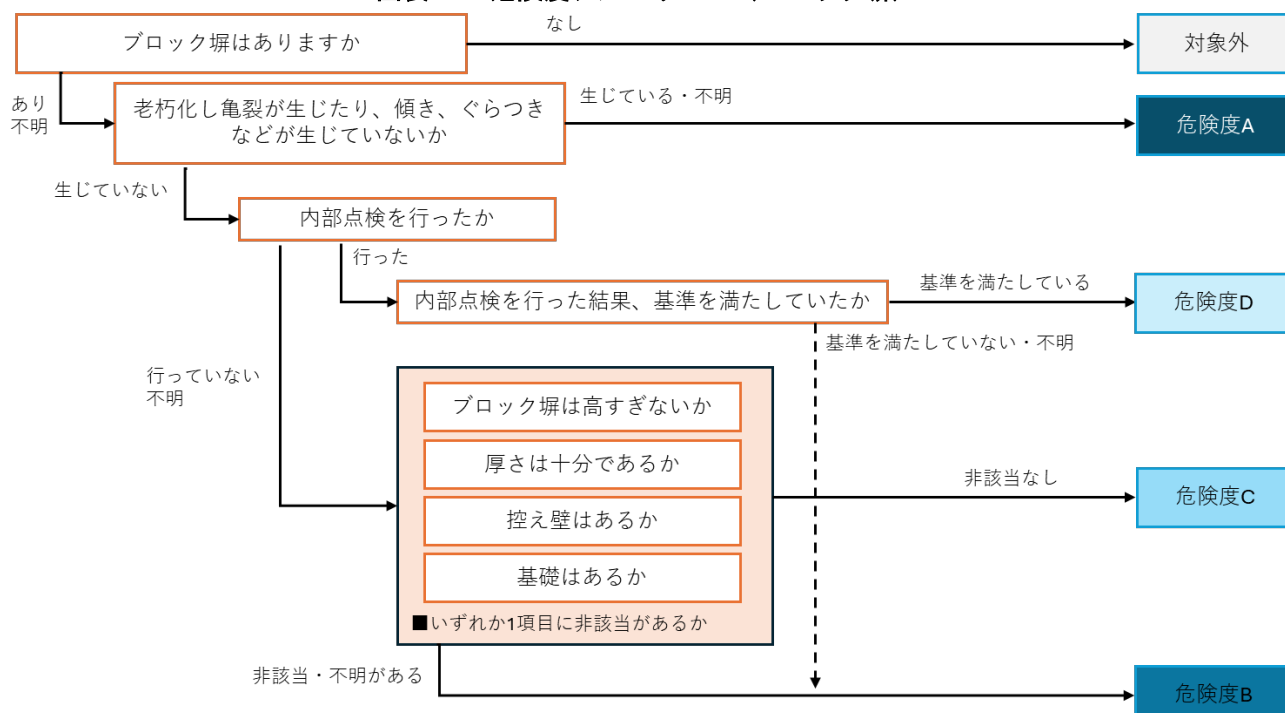 なし
ブロック塀はありますか
対象外
あり
不明
老朽化し亀裂が生じたり、傾き、ぐらつき
などが生じていないか
生じている・不明
危険度A
生じていない
内部点検を行ったか
行った
内部点検を行った結果、基準を満たしていたか
基準を満たしている
危険度D
基準を満たしていない・不明
行っていない
不明
ブロック塀は高すぎないか
厚さは十分であるか
控え壁はあるか
基礎はあるか
■いずれか1項目に非該当があるか
非該当なし
危険度C
非該当・不明がある
危険度B